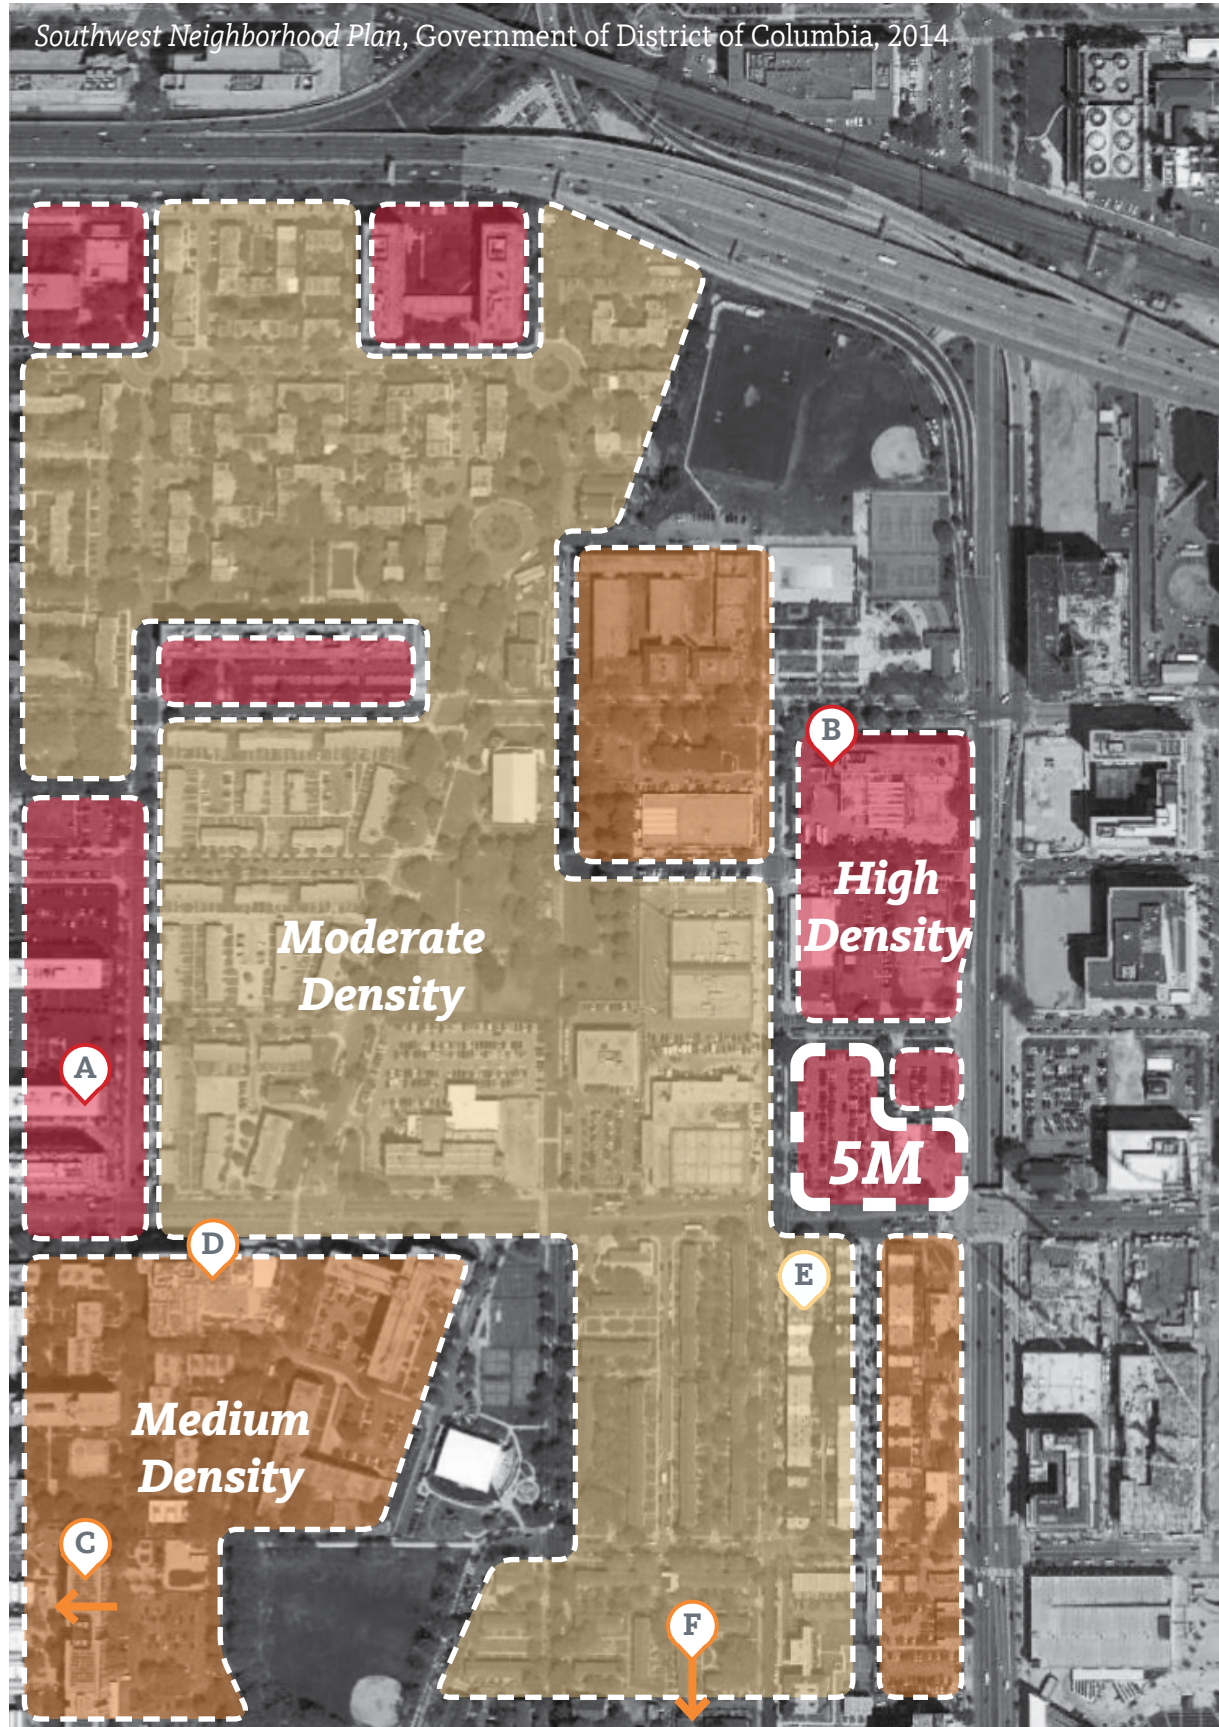 Southwest Neighborhood Plan, Government of District of Columbia, 2014
B
High
Density
Moderate
Density
A
5M
D
E
Medium
Density
C
F